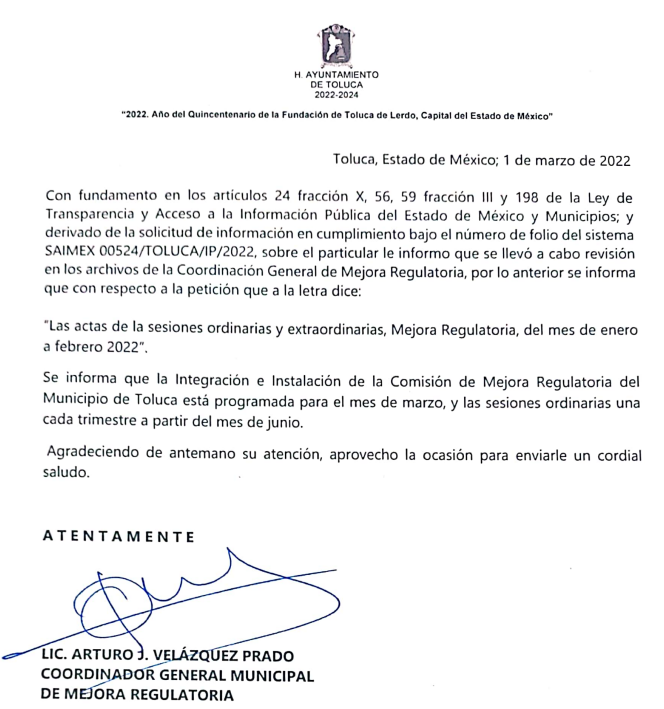 H. AYUNTAMIENTO
DE TOLUCA
2022-2024
"2022. Año del Quincentenario de la Fundación de Toluca de Lerdo, Capital del Estado de México"
Toluca, Estado de México; 1 de marzo de 2022
Con fundamento en los artículos 24 fracción X, 56, 59 fracción III y 198 de la Ley de
Transparencia y Acceso a la Información Pública del Estado de México y Municipios; y
derivado de la solicitud de información en cumplimiento bajo el número de folio del sistema
SAIMEX 00524/TOLUCA/IP/2022, sobre el particular le informo que se llevó a cabo revisión
en los archivos de la Coordinación General de Mejora Regulatoria, por lo anterior se informa
que con respecto a la petición que a la letra dice:
"Las actas de la sesiones ordinarias y extraordinarias, Mejora Regulatoria, del mes de enero
a febrero 2022".
Se informa que la Integración e Instalación de la Comisión de Mejora Regulatoria del
Municipio de Toluca está programada para el mes de marzo, y las sesiones ordinarias una
cada trimestre a partir del mes de junio.
Agradeciendo de antemano su atención, aprovecho la ocasión para enviarle un cordial
saludo.
ATENTAMENTE
LIC. ARTURO J. VELÁZQUEZ PRADO
COORDINADOR GENERAL MUNICIPAL
DE MEJORA REGULATORIA